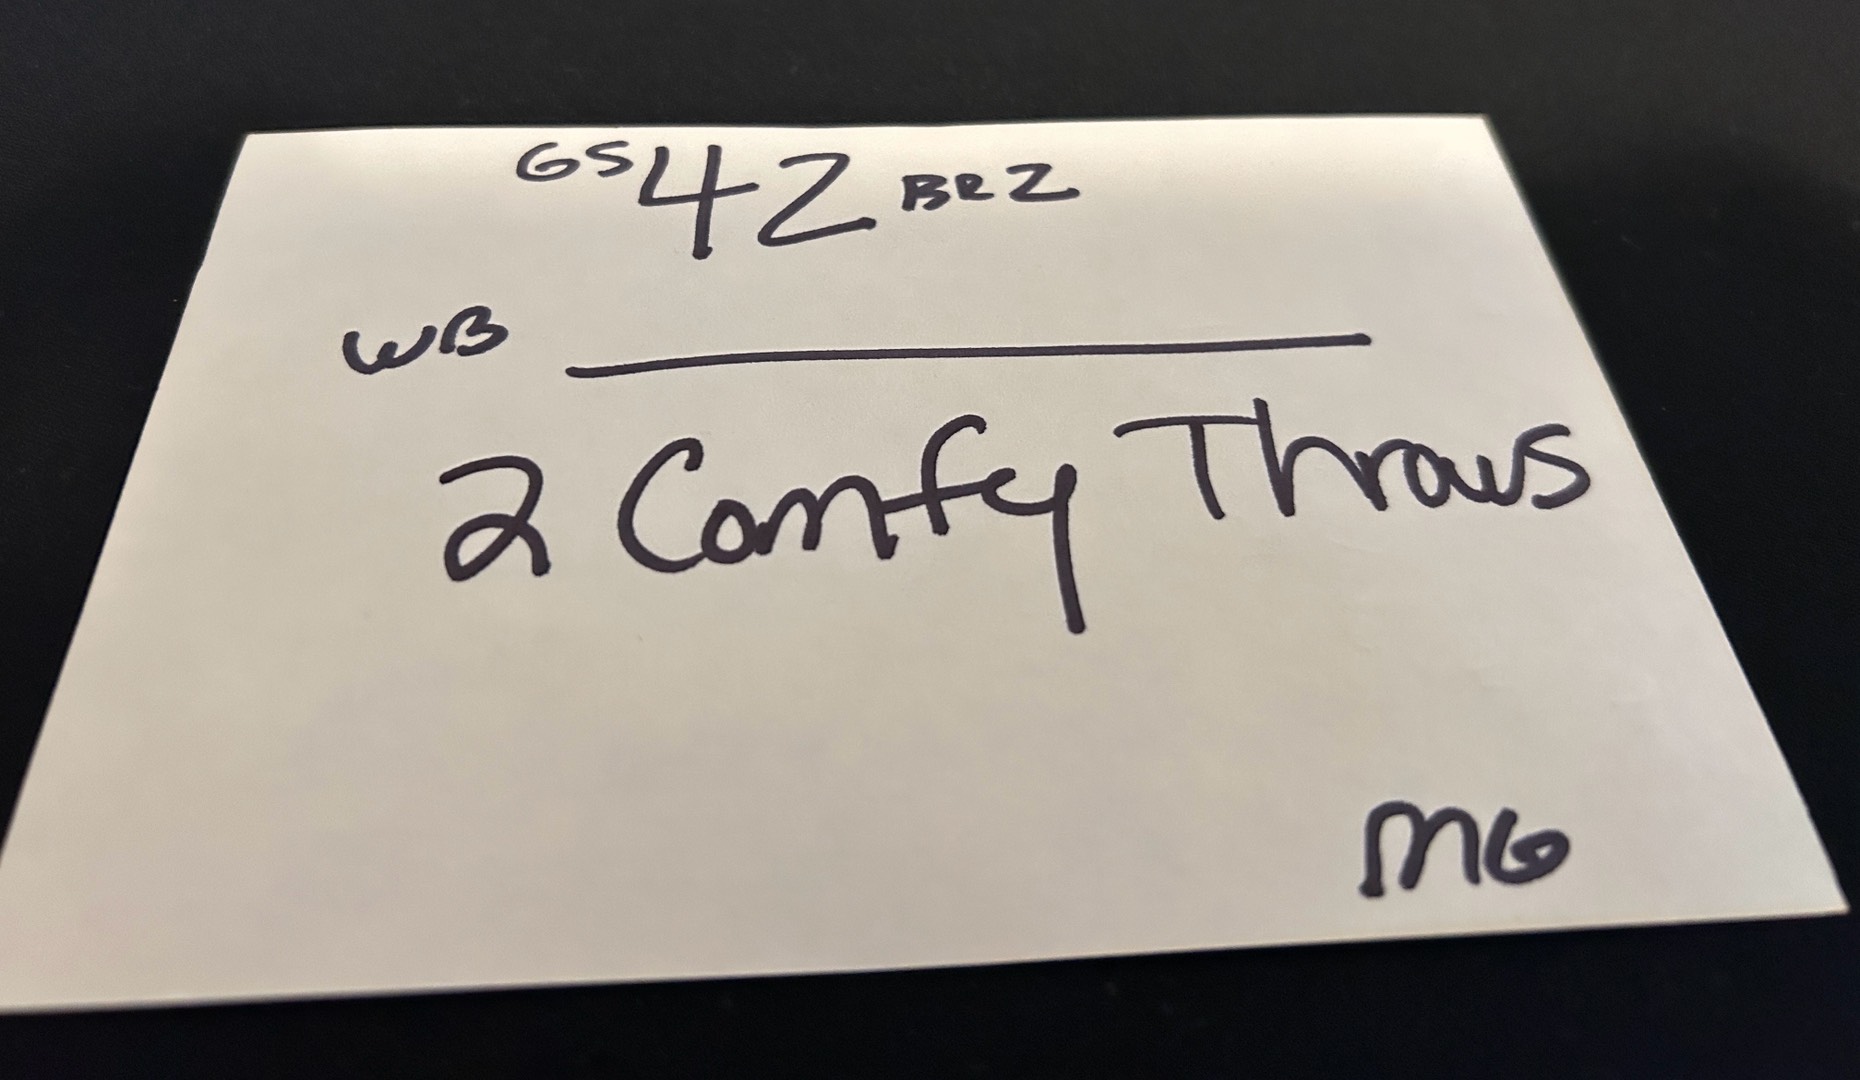 GS 42 BRZ
WB
2 Comfy Throws
MG